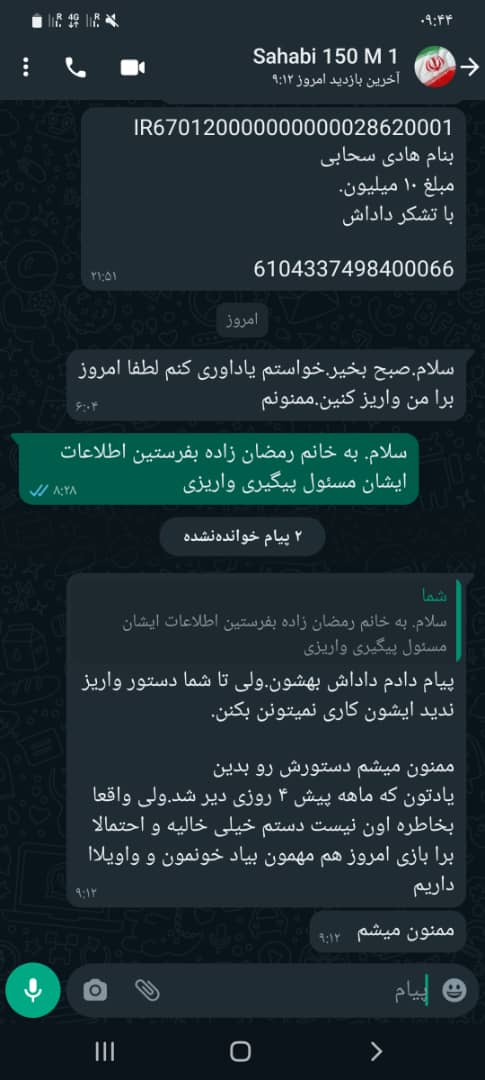 ۰۹:۴۴
Sahabi 150 M 1
آخرین بازدید امروز ۹:۱۲
IR670120000000000028620001
بنام هادی سحابی
مبلغ ۱۰ میلیون.
با تشکر داداش
6104337498400066
۲۱:۵۱
امروز
سلام.صبح بخیر.خواستم یاداوری کنم لطفا امروز
برا من واریز کنین.ممنونم
۶:۰۴
سلام. به خانم رمضان زاده بفرستین اطلاعات
ایشان مسئول پیگیری واریزی
۸:۲۸
۲ پیام خوانده‌نشده
شما
سلام. به خانم رمضان زاده بفرستین اطلاعات ایشان
مسئول پیگیری واریزی
پیام دادم داداش بهشون.ولی تا شما دستور واریز
ندید ایشون کاری نمیتونن بکنن.
ممنون میشم دستورش رو بدین
یادتون که ماهه پیش ۴ روزی دیر شد.ولی واقعا
بخاطره اون نیست دستم خیلی خالیه و احتمالا
برا بازی امروز هم مهمون بیاد خونمون و واویلاا
داریم
۹:۱۲
ممنون میشم
۹:۱۲
پیام